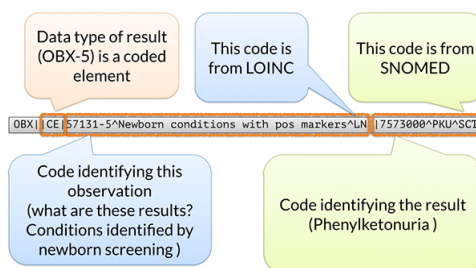 Data type of result
(OBX-5) is a coded
element
This code is
from LOINC
This code is from
SNOMED
OBX| |CE|57131-5^Newborn conditions with pos markers^LN |7573000^PKU^SCT
Code identifying this
observation
(what are these results?
Conditions identified by
newborn screening )
Code identifying the result
(Phenylketonuria )